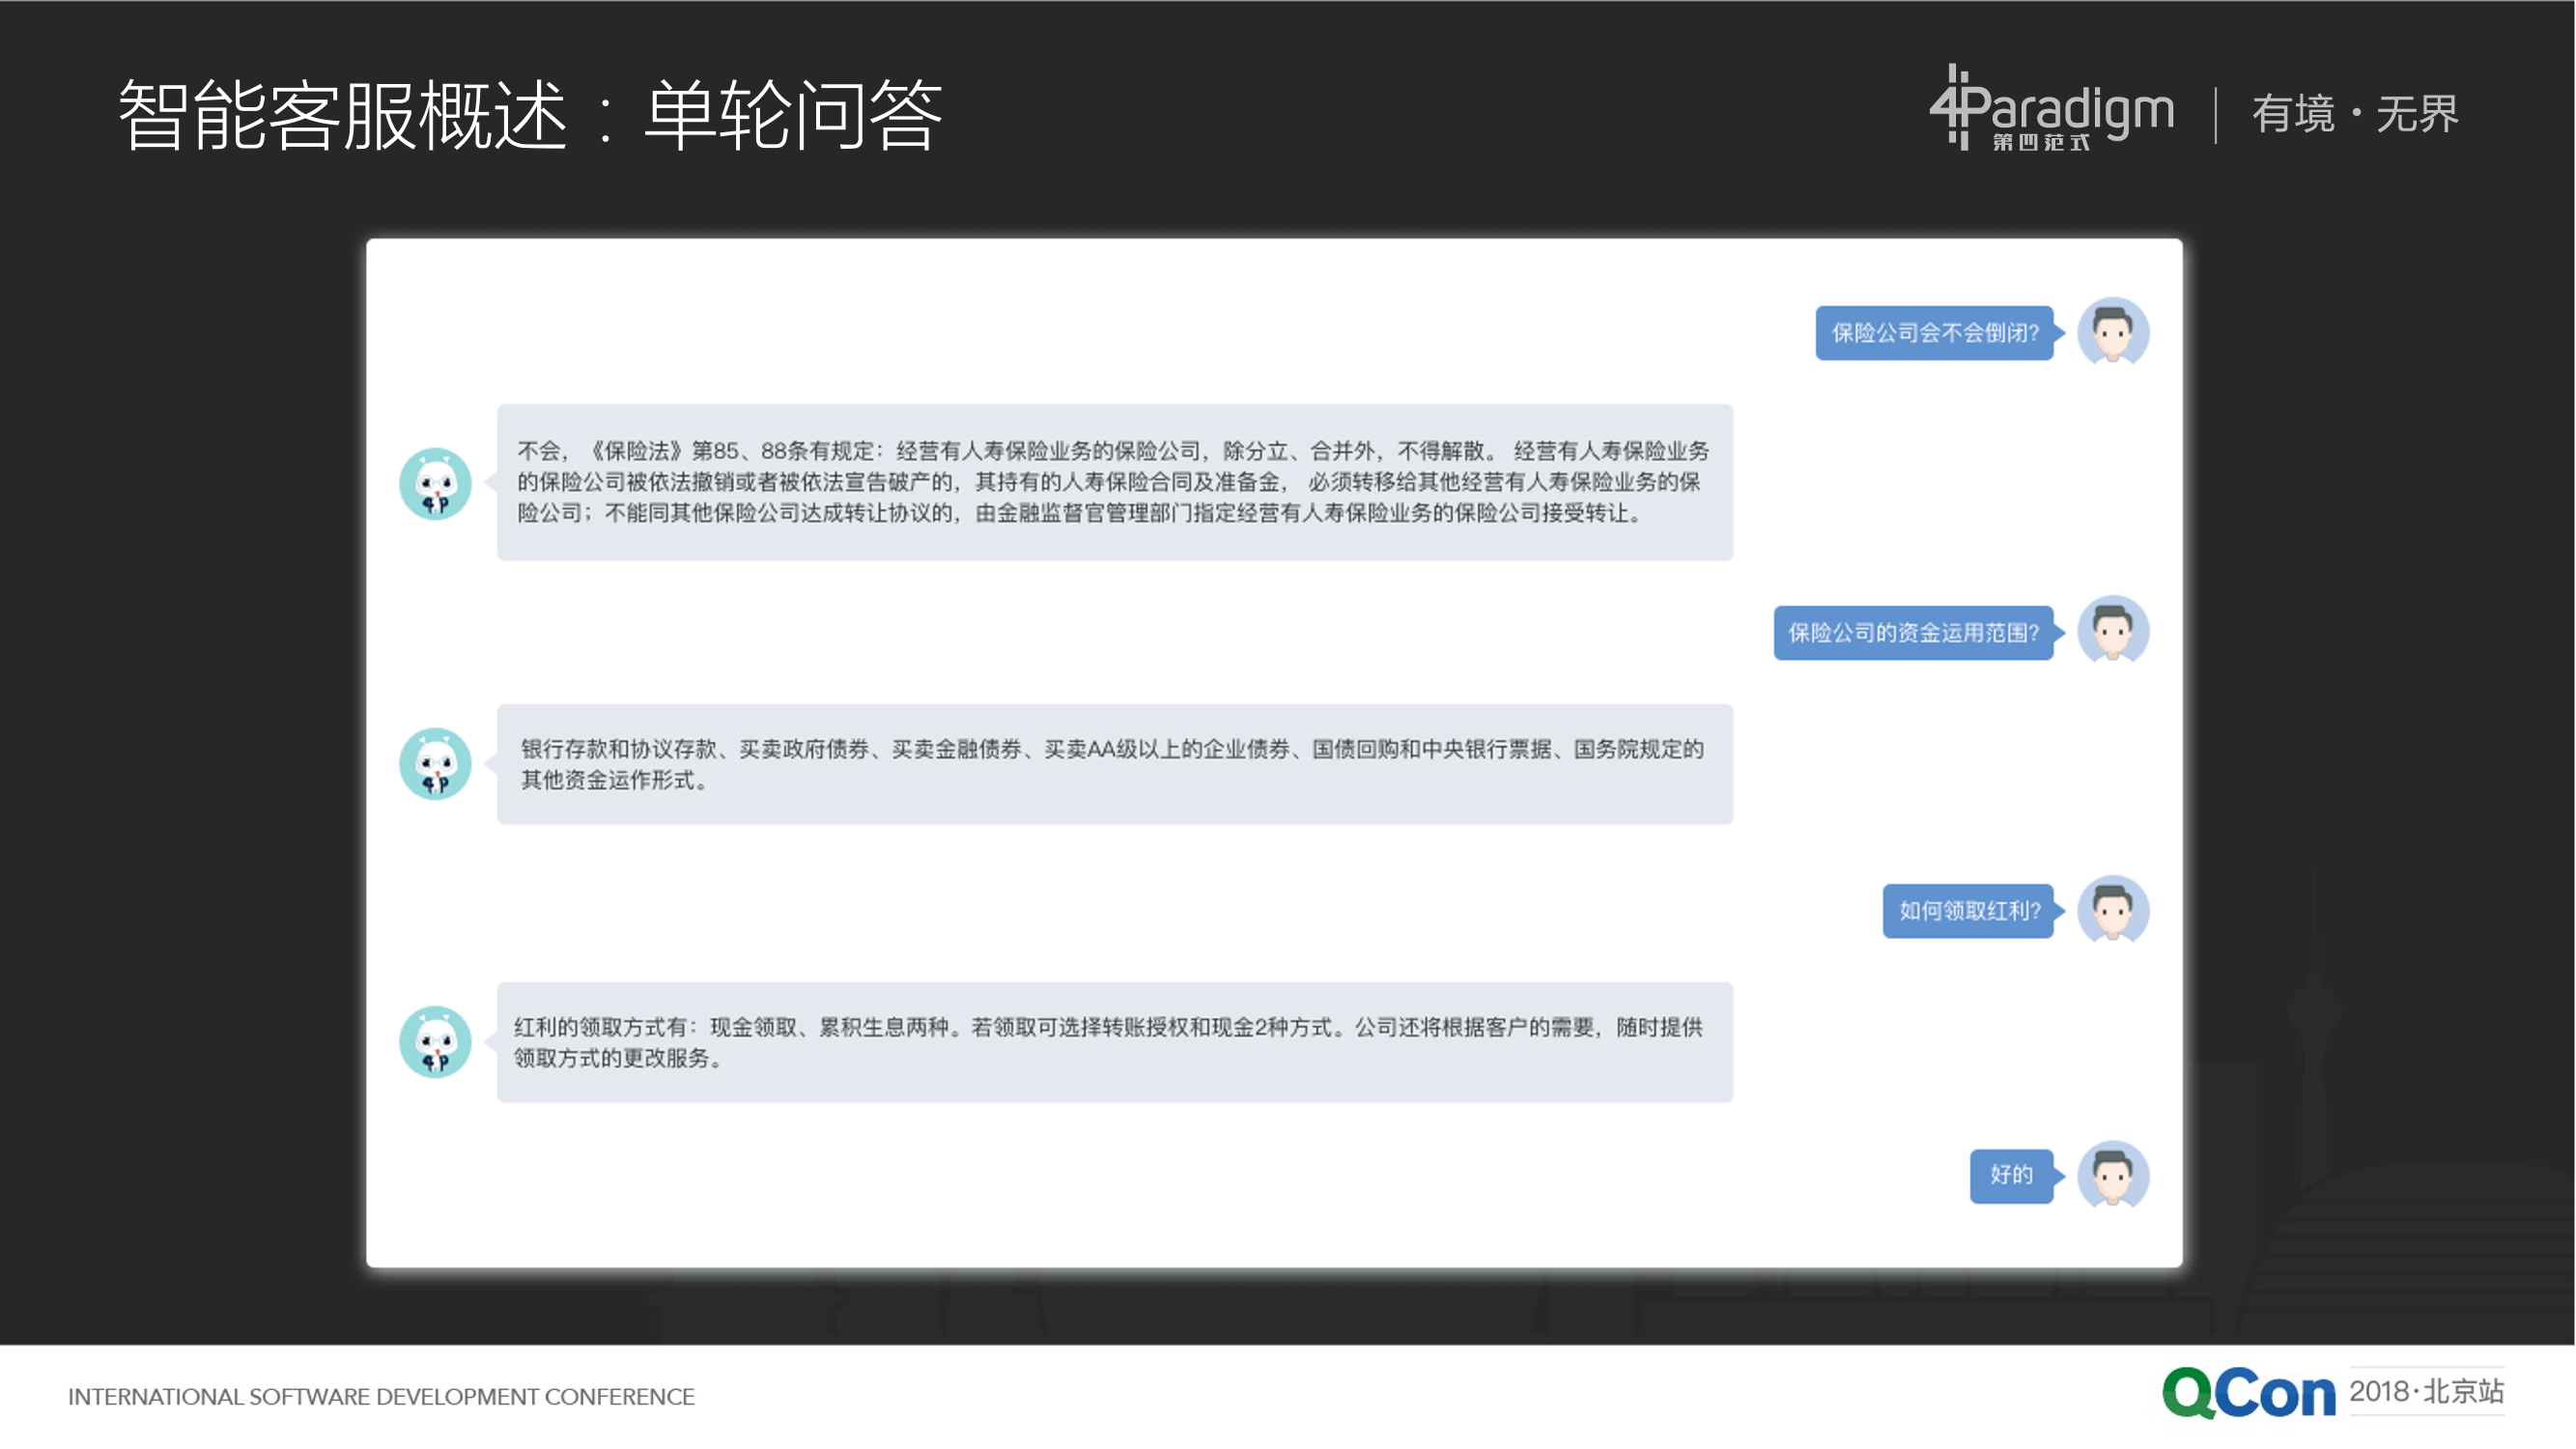 智能客服概述：单轮问答
4Paradigm
第四范式
有境·无界
保险公司会不会倒闭?
不会，《保险法》第85、88条有规定：经营有人寿保险业务的保险公司，除分立、合并外，不得解散。 经营有人寿保险业务
的保险公司被依法撤销或者被依法宣告破产的，其持有的人寿保险合同及准备金， 必须转移给其他经营有人寿保险业务的保
险公司；不能同其他保险公司达成转让协议的，由金融监督官管理部门指定经营有人寿保险业务的保险公司接受转让。
保险公司的资金运用范围?
银行存款和协议存款、买卖政府债券、买卖金融债券、买卖AA级以上的企业债券、国债回购和中央银行票据、国务院规定的
其他资金运作形式。
如何领取红利?
红利的领取方式有：现金领取、累积生息两种。若领取可选择转账授权和现金2种方式。公司还将根据客户的需要，随时提供
领取方式的更改服务。
好的
INTERNATIONAL SOFTWARE DEVELOPMENT CONFERENCE
QCon 2018·北京站